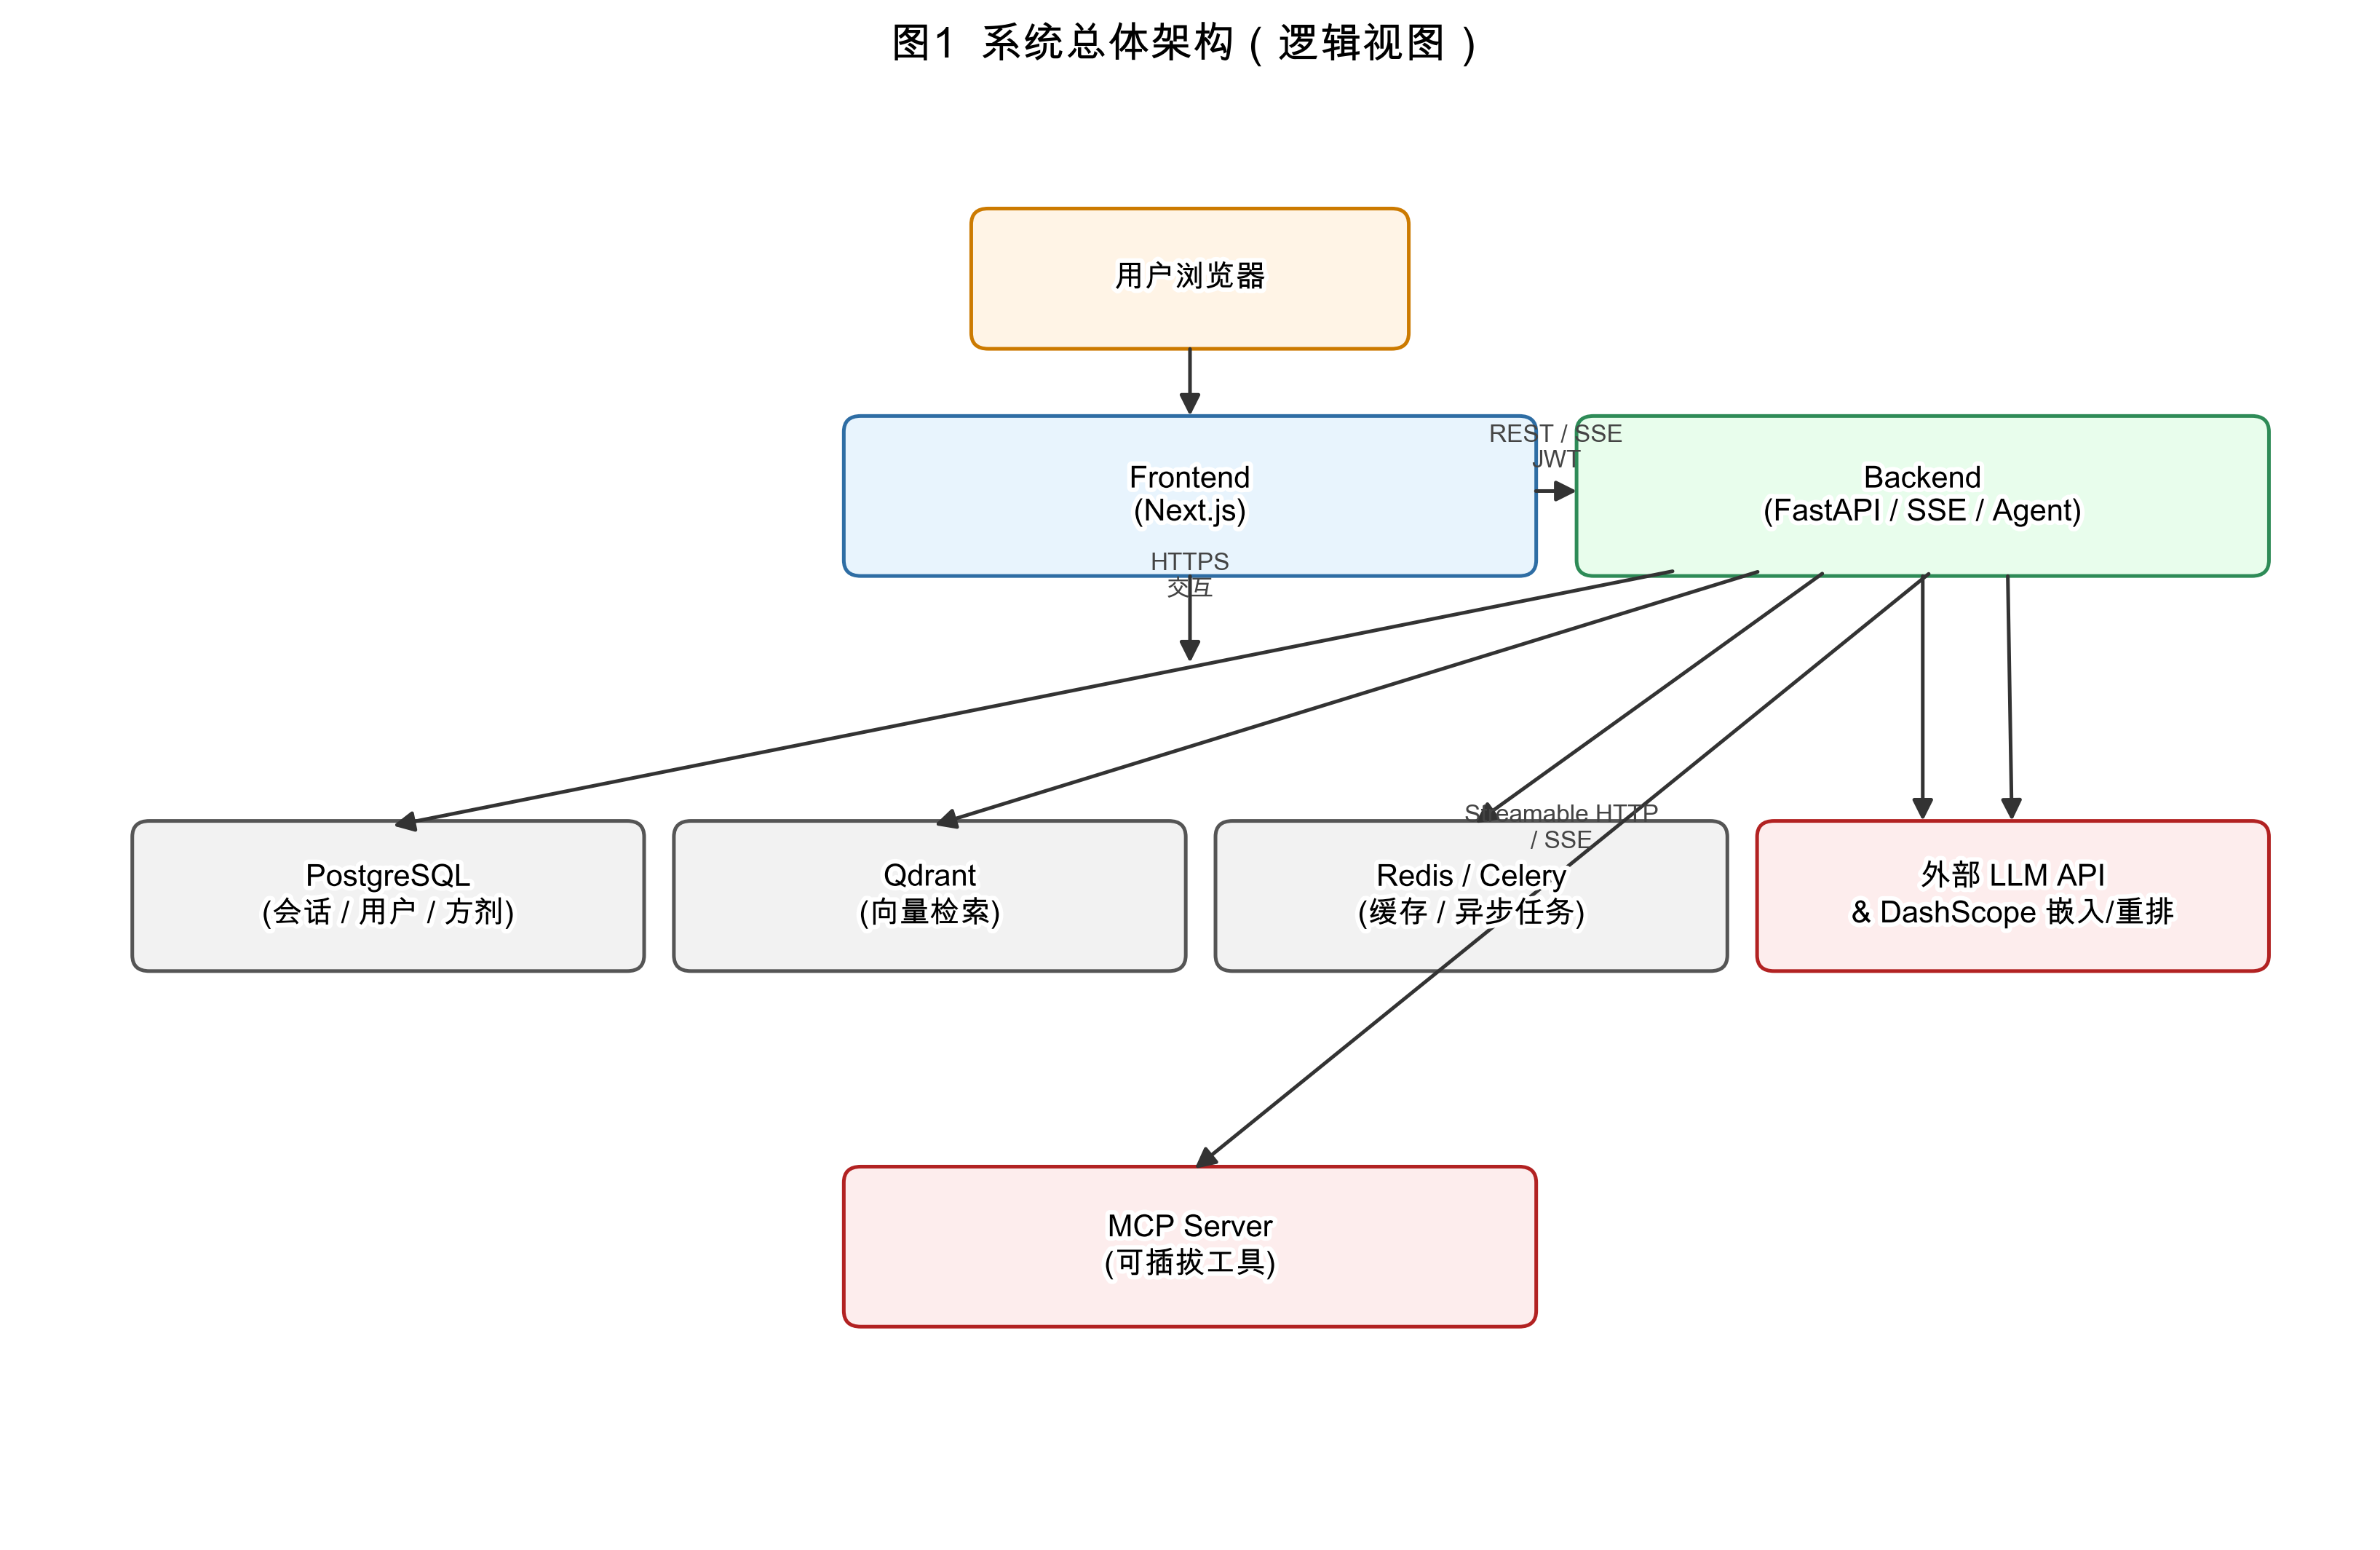 图1 系统总体架构（逻辑视图）
用户浏览器
REST / SSE
JWT
Frontend
(Next.js)
Backend
(FastAPI / SSE / Agent)
HTTPS
交互
Streamable HTTP
/ SSE
PostgreSQL
(会话 / 用户 / 方剂)
Qdrant
(向量检索)
Redis / Celery
(缓存 / 异步任务)
外部 LLM API
& DashScope 嵌入/重排
MCP Server
(可插拔工具)